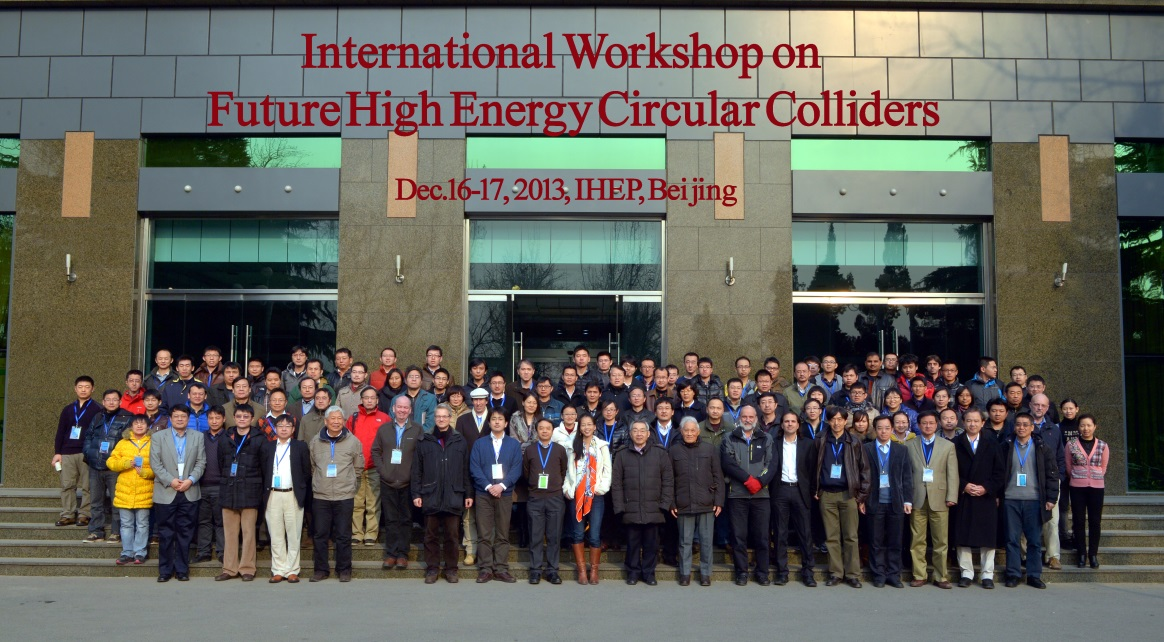 International Workshop on
Future High Energy Circular Colliders
Dec.16-17, 2013, IHEP, Beijing